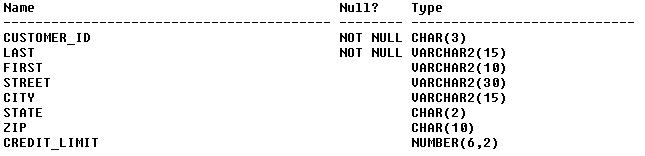 Name Null? Type
----------------------------------------- -------- ----------------------------
CUSTOMER_ID NOT NULL CHAR(3)
LAST NOT NULL VARCHAR2(15)
FIRST VARCHAR2(10)
STREET VARCHAR2(30)
CITY VARCHAR2(15)
STATE CHAR(2)
ZIP CHAR(10)
CREDIT_LIMIT NUMBER(6,2)